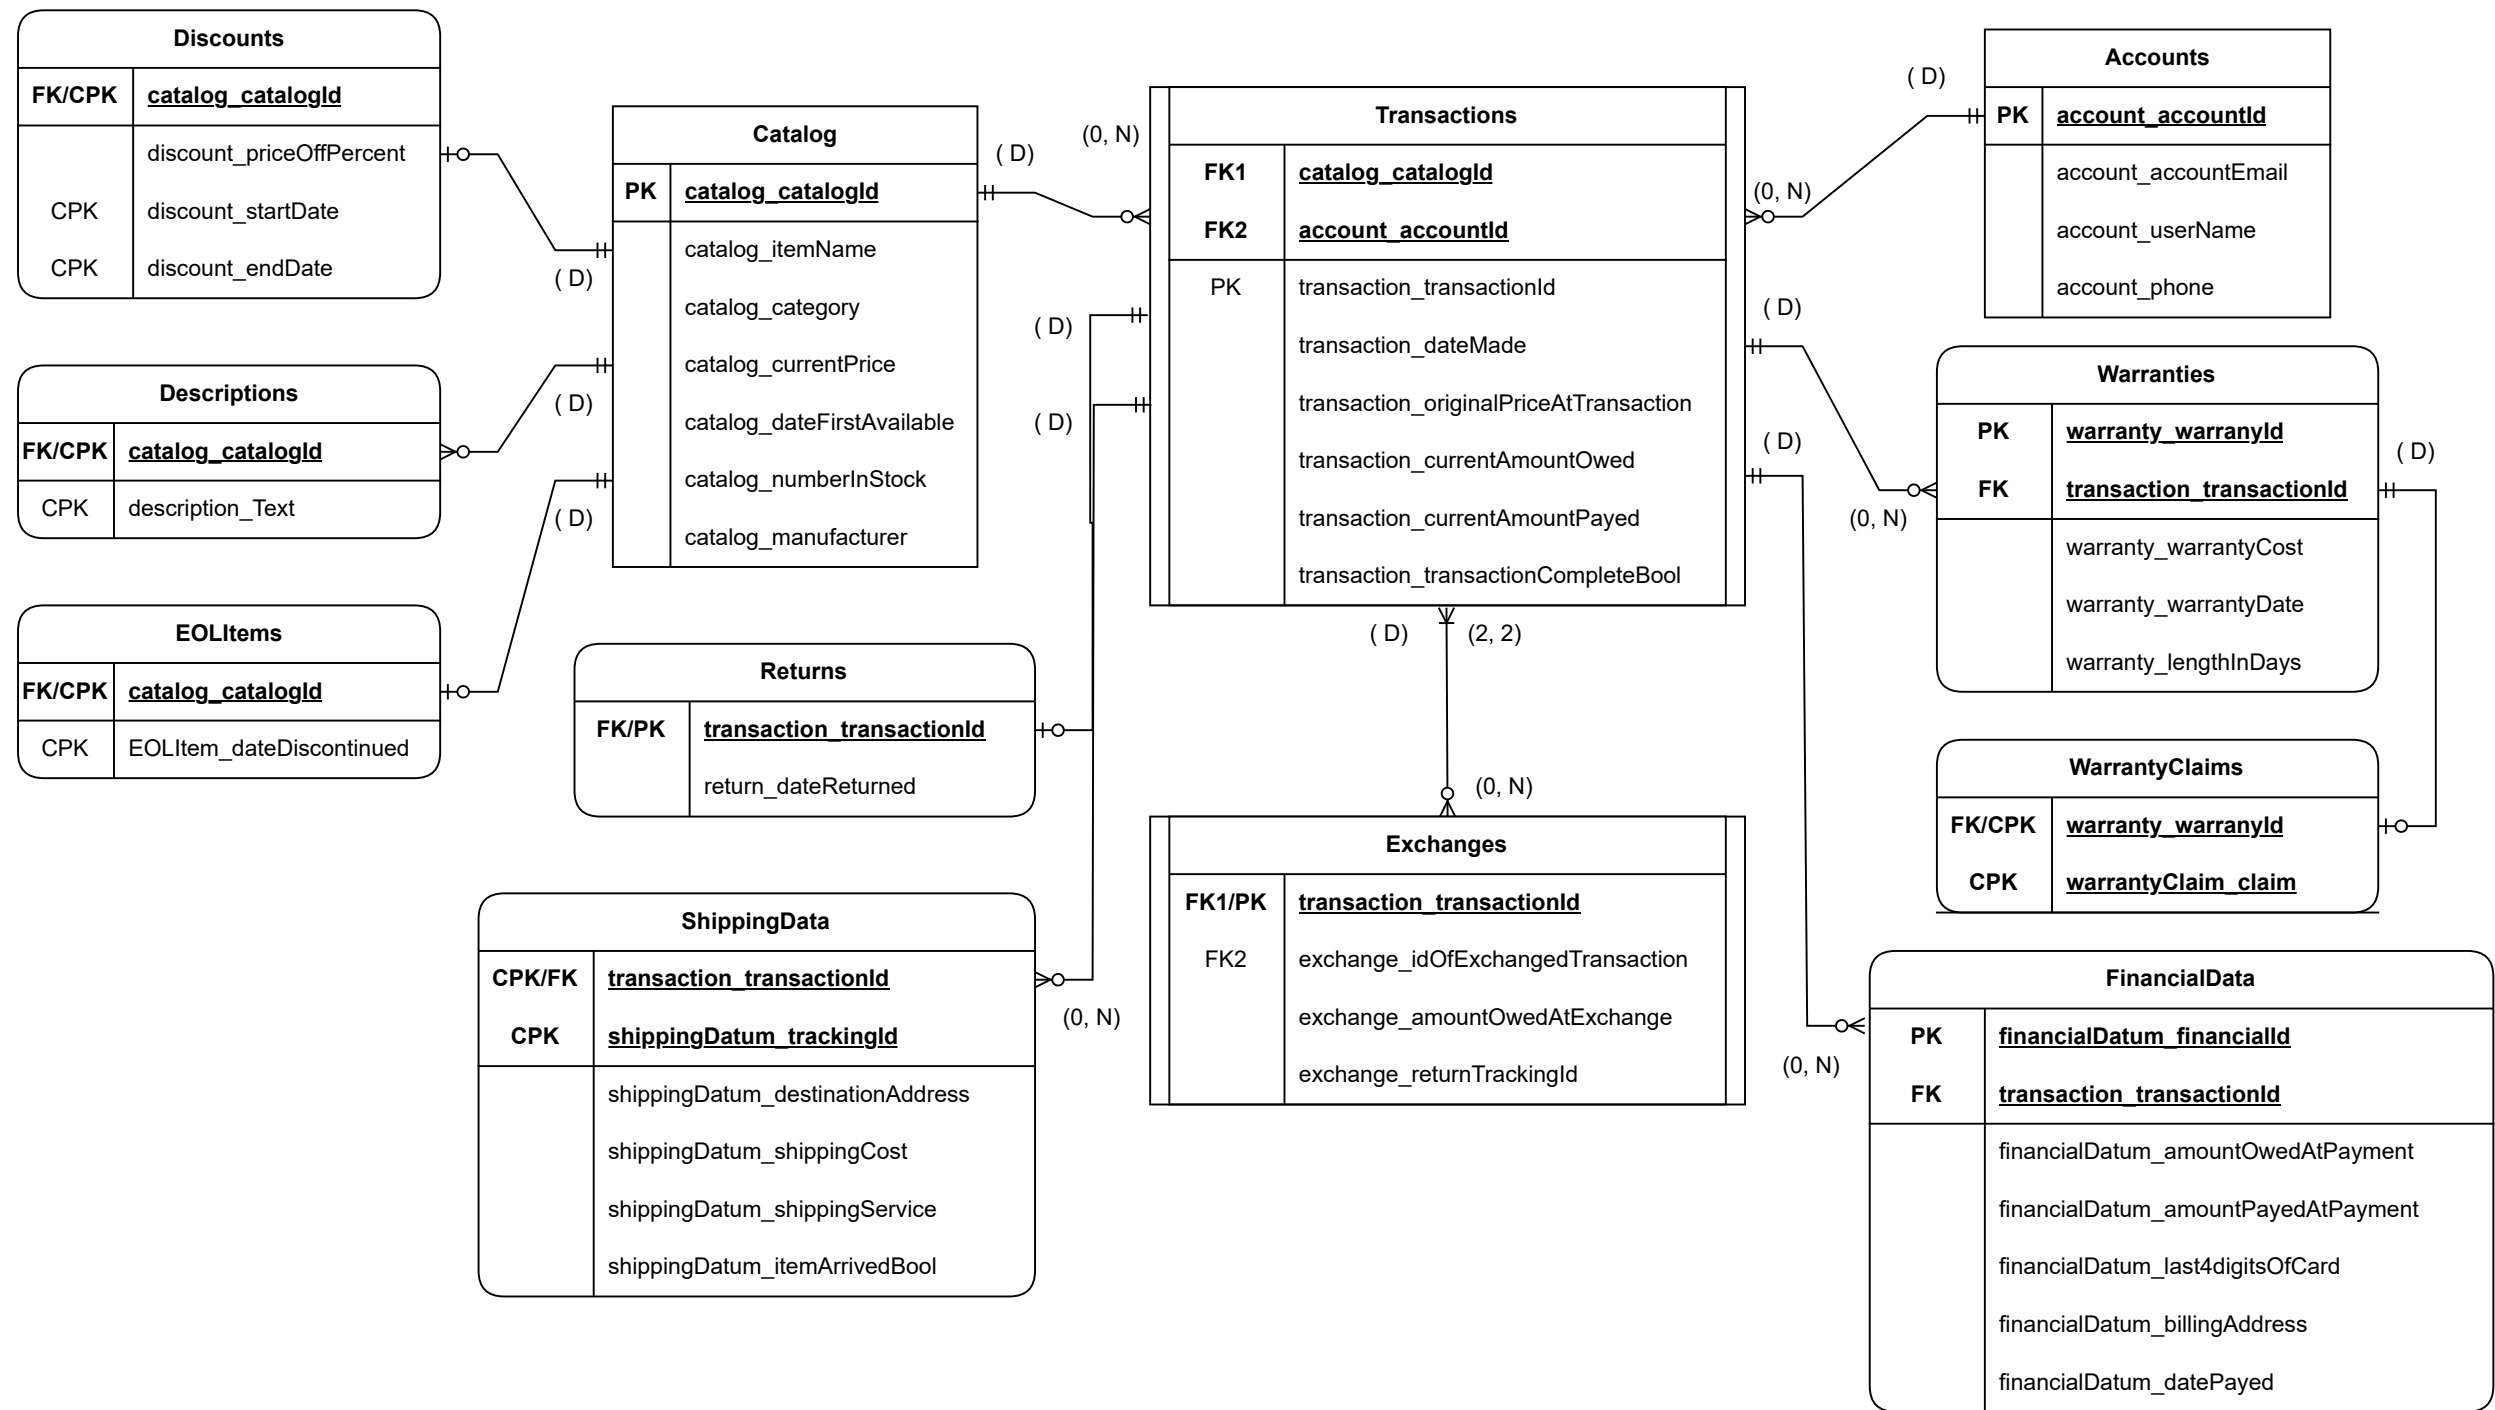 Discounts
FK/CPK catalog_catalogId
discount_priceOffPercent
CPK discount_startDate
CPK discount_endDate
( D)
Descriptions
FK/CPK catalog_catalogId
CPK description_Text
( D)
EOLItems
FK/CPK catalog_catalogId
CPK EOLItem_dateDiscontinued
( D)
Catalog
PK catalog_catalogId
catalog_itemName
catalog_category
catalog_currentPrice
catalog_dateFirstAvailable
catalog_numberInStock
catalog_manufacturer
( D)
(0, N)
Transactions
FK1 catalog_catalogId
FK2 account_accountId
PK transaction_transactionId
transaction_dateMade
transaction_originalPriceAtTransaction
transaction_currentAmountOwed
transaction_currentAmountPayed
transaction_transactionCompleteBool
( D)
( D)
( D)
(0, N)
Accounts
PK account_accountId
account_accountEmail
account_userName
account_phone
( D)
( D)
(0, N)
Warranties
PK warranty_warranyId
FK transaction_transactionId
warranty_warrantyCost
warranty_warrantyDate
warranty_lengthInDays
( D)
WarrantyClaims
FK/CPK warranty_warranyId
CPK warrantyClaim_claim
Returns
FK/PK transaction_transactionId
return_dateReturned
( D) (2, 2)
(0, N)
Exchanges
FK1/PK transaction_transactionId
FK2 exchange_idOfExchangedTransaction
exchange_amountOwedAtExchange
exchange_returnTrackingId
ShippingData
CPK/FK transaction_transactionId
CPK shippingDatum_trackingId
shippingDatum_destinationAddress
shippingDatum_shippingCost
shippingDatum_shippingService
shippingDatum_itemArrivedBool
(0, N)
(0, N)
FinancialData
PK financialDatum_financialId
FK transaction_transactionId
financialDatum_amountOwedAtPayment
financialDatum_amountPayedAtPayment
financialDatum_last4digitsOfCard
financialDatum_billingAddress
financialDatum_datePayed